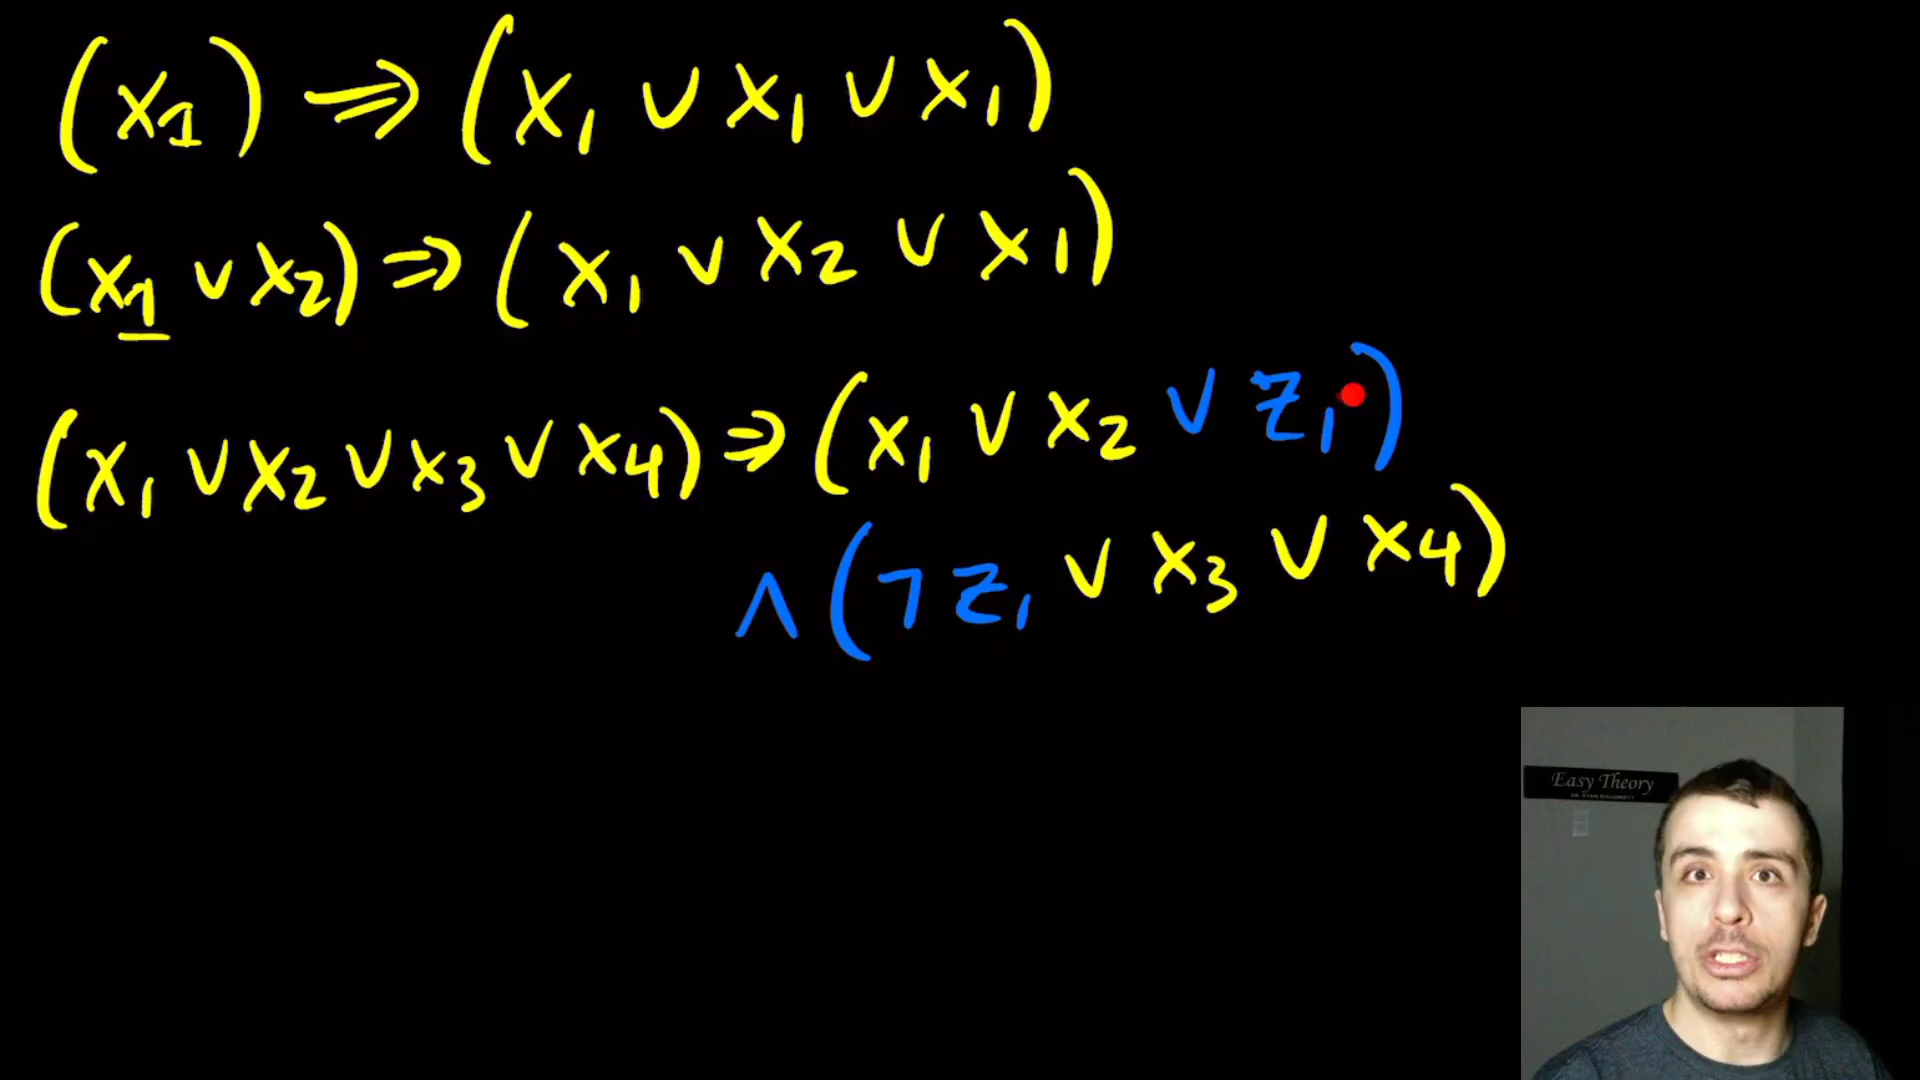 (x₁) ⇒ (x₁ ∨ x₁ ∨ x₁)
(x₁ ∨ x₂) ⇒ (x₁ ∨ x₂ ∨ x₁)
(x₁ ∨ x₂ ∨ x₃ ∨ x₄) ⇒ (x₁ ∨ x₂ ∨ z₁)
∧ (¬z₁ ∨ x₃ ∨ x₄)
Easy Theory